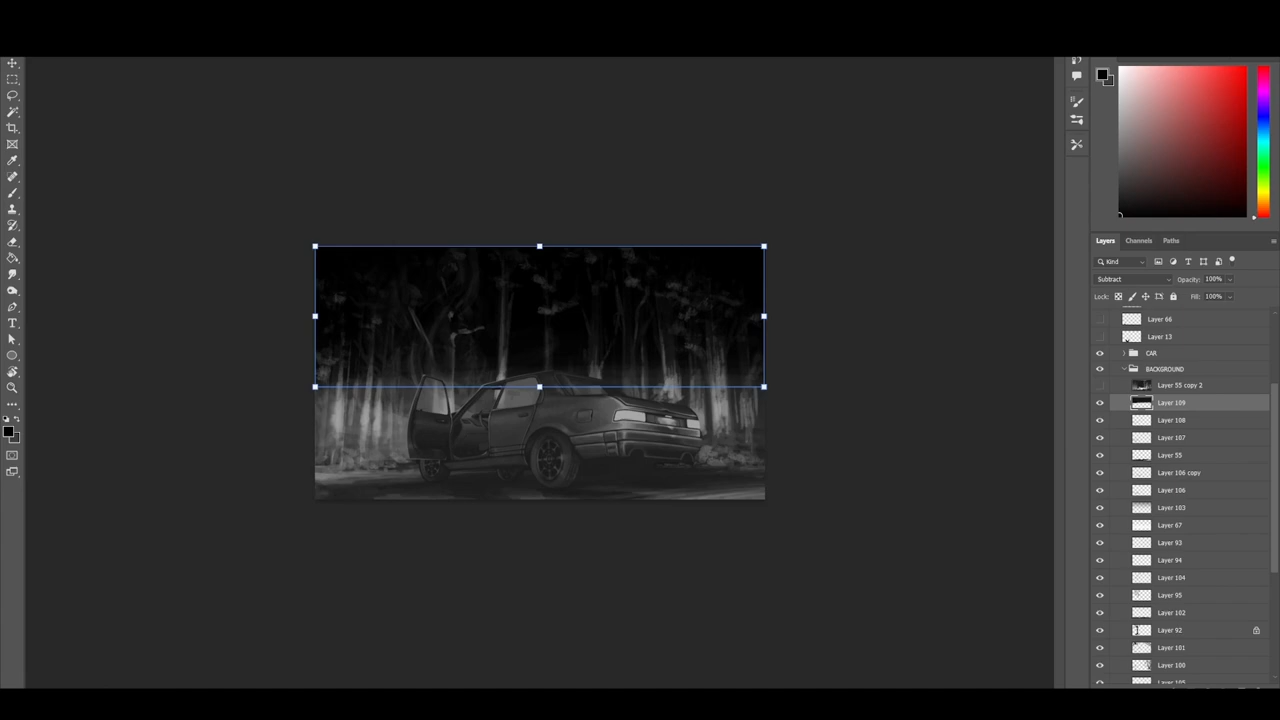 Layers Channels Paths
Kind
Subtract Opacity: 100%
Lock: Fill: 100%
Layer 66
Layer 13
CAR
BACKGROUND
Layer 55 copy 2
Layer 109
Layer 108
Layer 107
Layer 55
Layer 106 copy
Layer 106
Layer 103
Layer 67
Layer 93
Layer 94
Layer 104
Layer 95
Layer 102
Layer 92
Layer 101
Layer 100
Layer 105